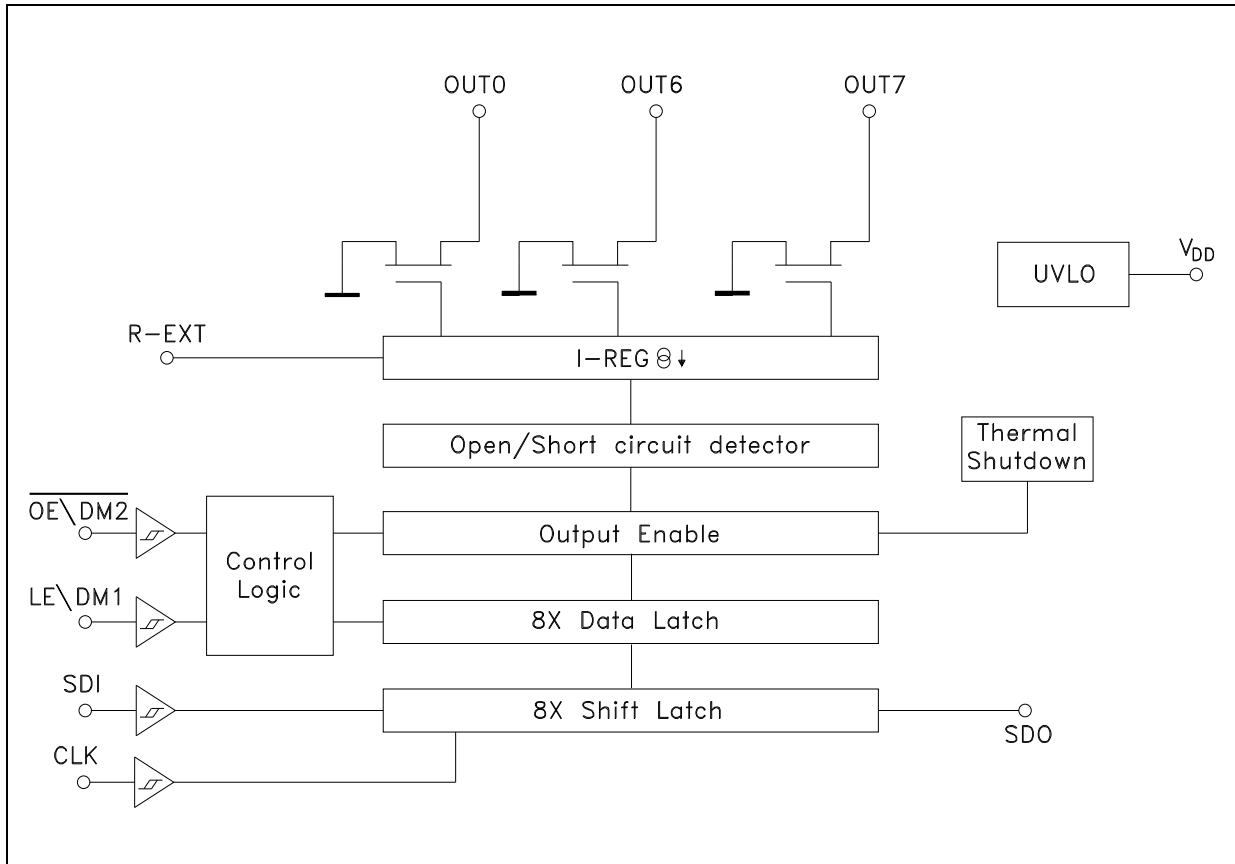 OUT0
OUT6
OUT7
UVLO
VDD
R-EXT
I-REG
Open/Short circuit detector
Thermal
Shutdown
OE\DM2
Output Enable
Control
Logic
LE\DM1
8X Data Latch
SDI
8X Shift Latch
SDO
CLK